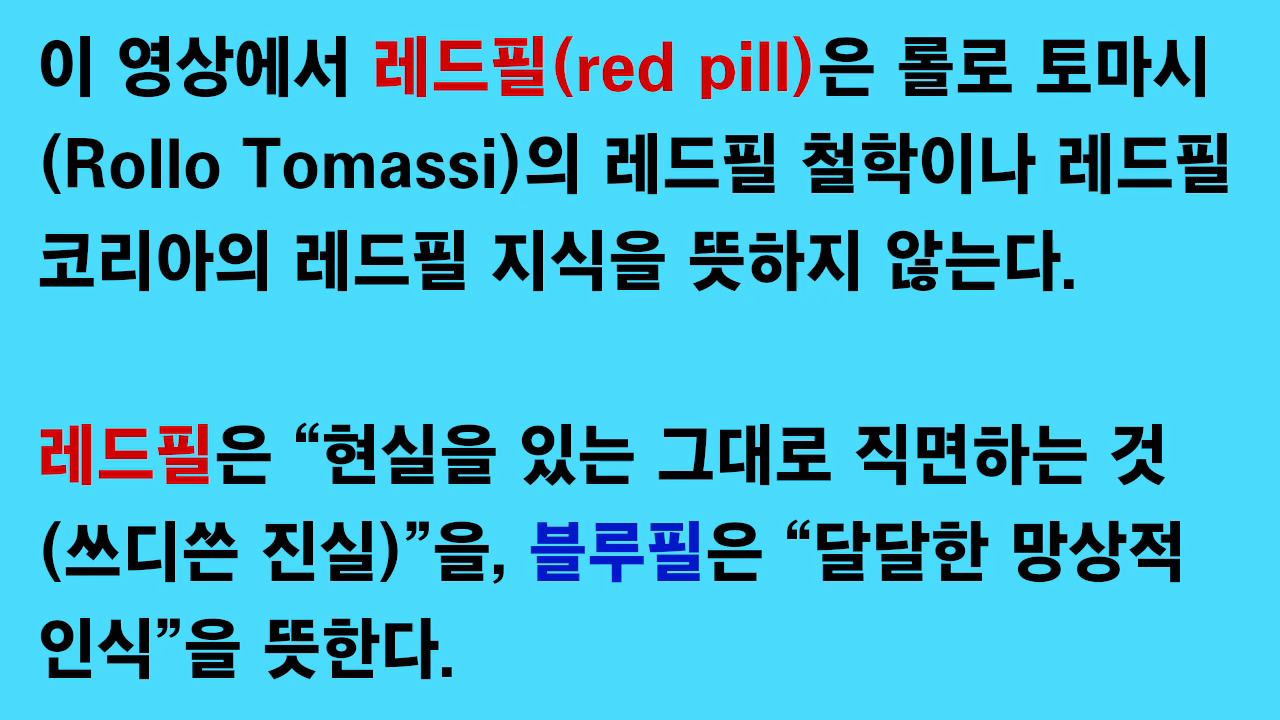 이 영상에서 레드필(red pill)은 롤로 토마시
(Rollo Tomassi)의 레드필 철학이나 레드필
코리아의 레드필 지식을 뜻하지 않는다.
레드필은 “현실을 있는 그대로 직면하는 것
(쓰디쓴 진실)”을, 블루필은 “달달한 망상적
인식”을 뜻한다.